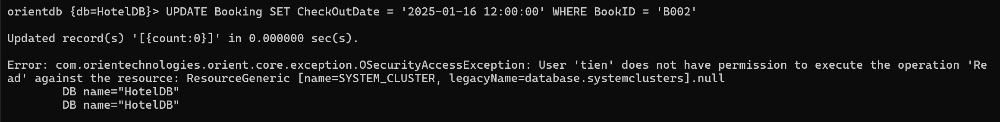 orientdb {db=HotelDB}> UPDATE Booking SET CheckOutDate = '2025-01-16 12:00:00' WHERE BookID = 'B002'
Updated record(s) '[{count:0}]' in 0.000000 sec(s).
Error: com.orientechnologies.orient.core.exception.OSecurityAccessException: User 'tien' does not have permission to execute the operation 'Re
ad' against the resource: ResourceGeneric [name=SYSTEM_CLUSTER, legacyName=database.systemclusters].null
DB name="HotelDB"
DB name="HotelDB"